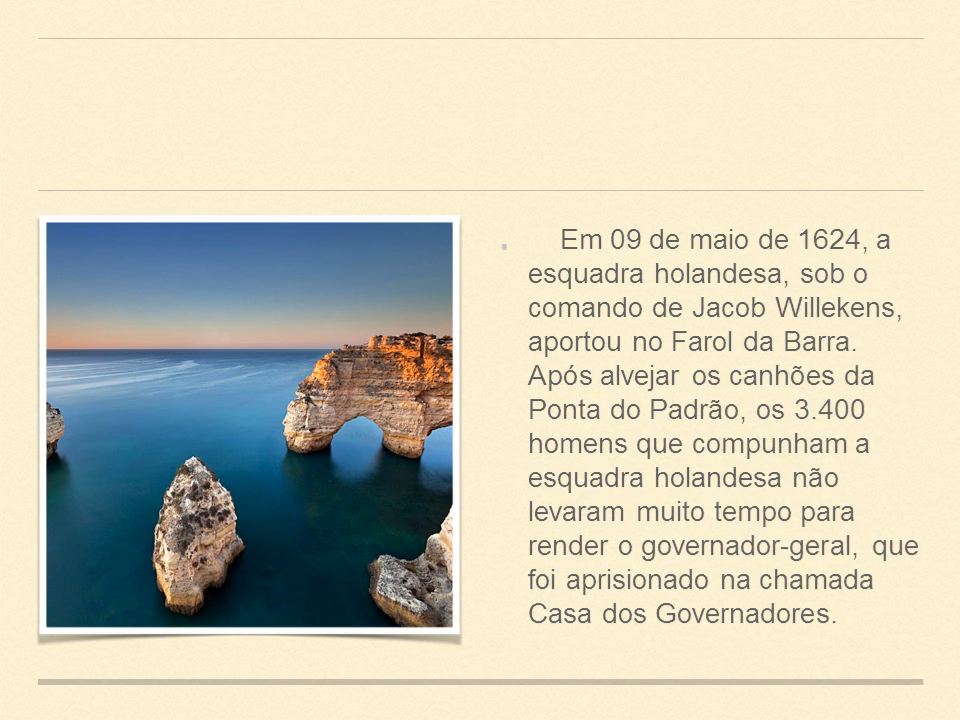 Em 09 de maio de 1624, a
esquadra holandesa, sob o
comando de Jacob Willekens,
aportou no Farol da Barra.
Após alvejar os canhões da
Ponta do Padrão, os 3.400
homens que compunham a
esquadra holandesa não
levaram muito tempo para
render o governador-geral, que
foi aprisionado na chamada
Casa dos Governadores.